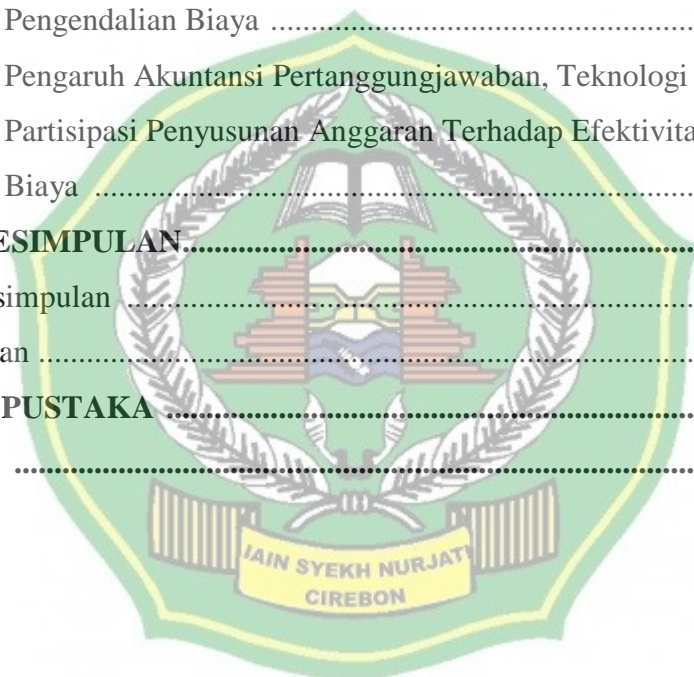 Pengendalian Biaya ...........................................................
Pengaruh Akuntansi Pertanggungjawaban, Teknologi
Partisipasi Penyusunan Anggaran Terhadap Efektivita
Biaya ...........................................................................
ESIMPULAN...........................................................
simpulan ...........................................................................
an ...........................................................................
PUSTAKA ...........................................................
...........................................................................
IAIN SYEKH NURJATI
CIREBON